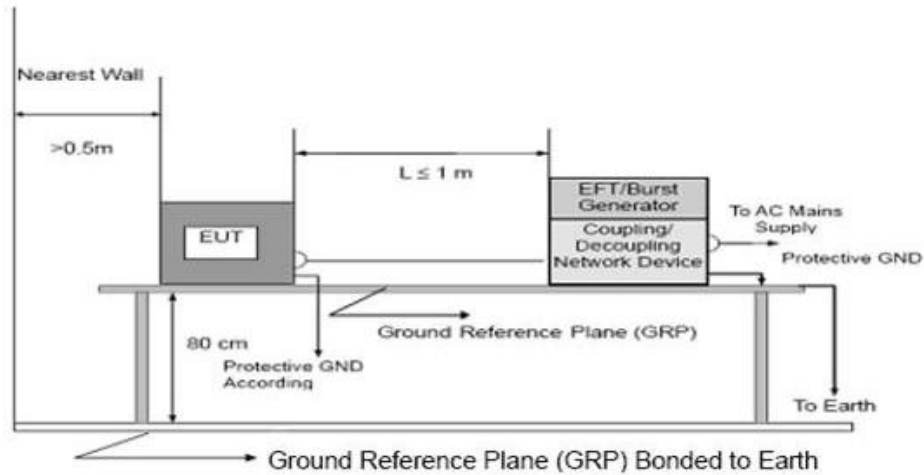 Nearest Wall
>0.5m
L ≤ 1 m
EFT/Burst
Generator
EUT
Coupling/
Decoupling
Network Device
To AC Mains
Supply
Protective GND
Ground Reference Plane (GRP)
80 cm
Protective GND
According
To Earth
Ground Reference Plane (GRP) Bonded to Earth